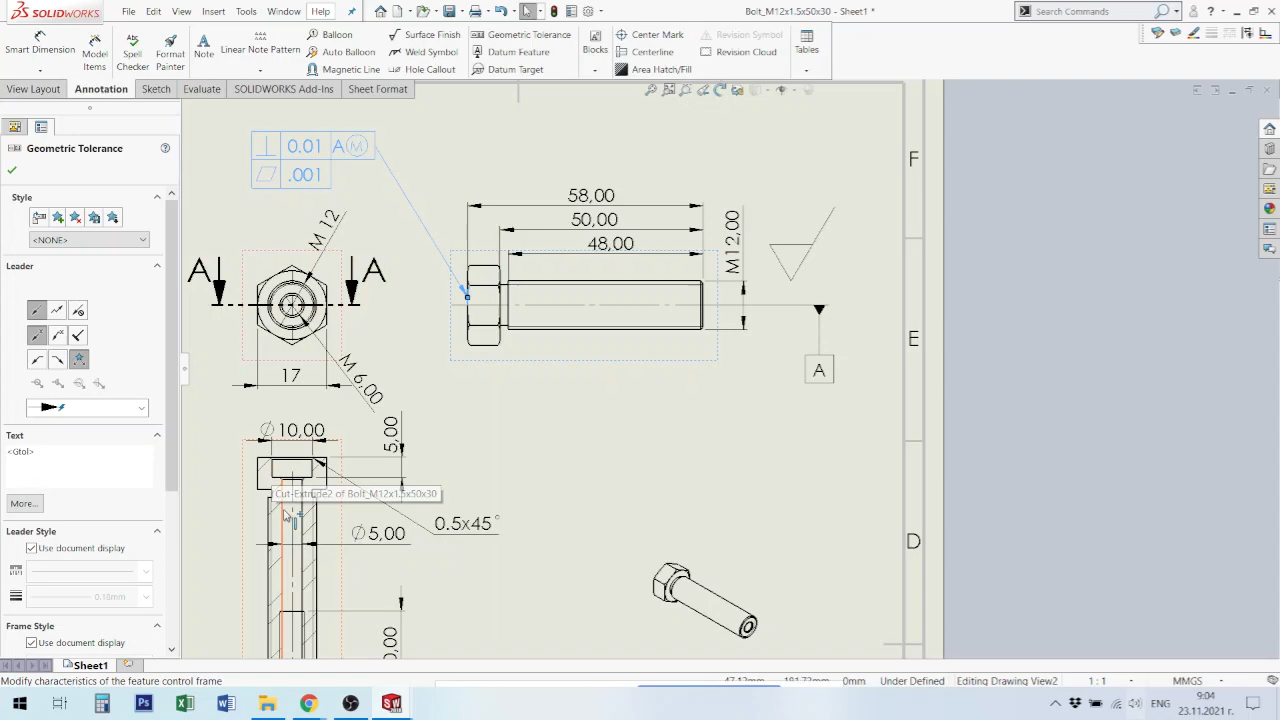 SOLIDWORKS File Edit View Insert Tools Window Help Bolt_M12x1.5x50x30 - Sheet1 * Search Commands
Smart Dimension Model Items Spell Checker Format Painter Note Linear Note Pattern Balloon Surface Finish Geometric Tolerance Blocks Center Mark Revision Symbol Tables
Auto Balloon Weld Symbol Datum Feature Centerline Revision Cloud
Magnetic Line Hole Callout Datum Target Area Hatch/Fill
View Layout Annotation Sketch Evaluate SOLIDWORKS Add-Ins Sheet Format
Geometric Tolerance
Style
<NONE>
Leader
Text
<Gtol>
More...
Leader Style
Use document display
0.18mm
Frame Style
Use document display
0.01 A Ⓜ
.001
M 12
A A
M 6,00
17
58,00
50,00
48,00
M12,00
A
∅ 10,00
5,00
Cut-Extrude2 of Bolt_M12x1.5x50x30
0.5x45°
∅5,00
F
E
D
Sheet1
Modify characteristics of the feature control frame 0mm Under Defined Editing Drawing View2 1 : 1 MMGS
ENG 9:04
23.11.2021 г.